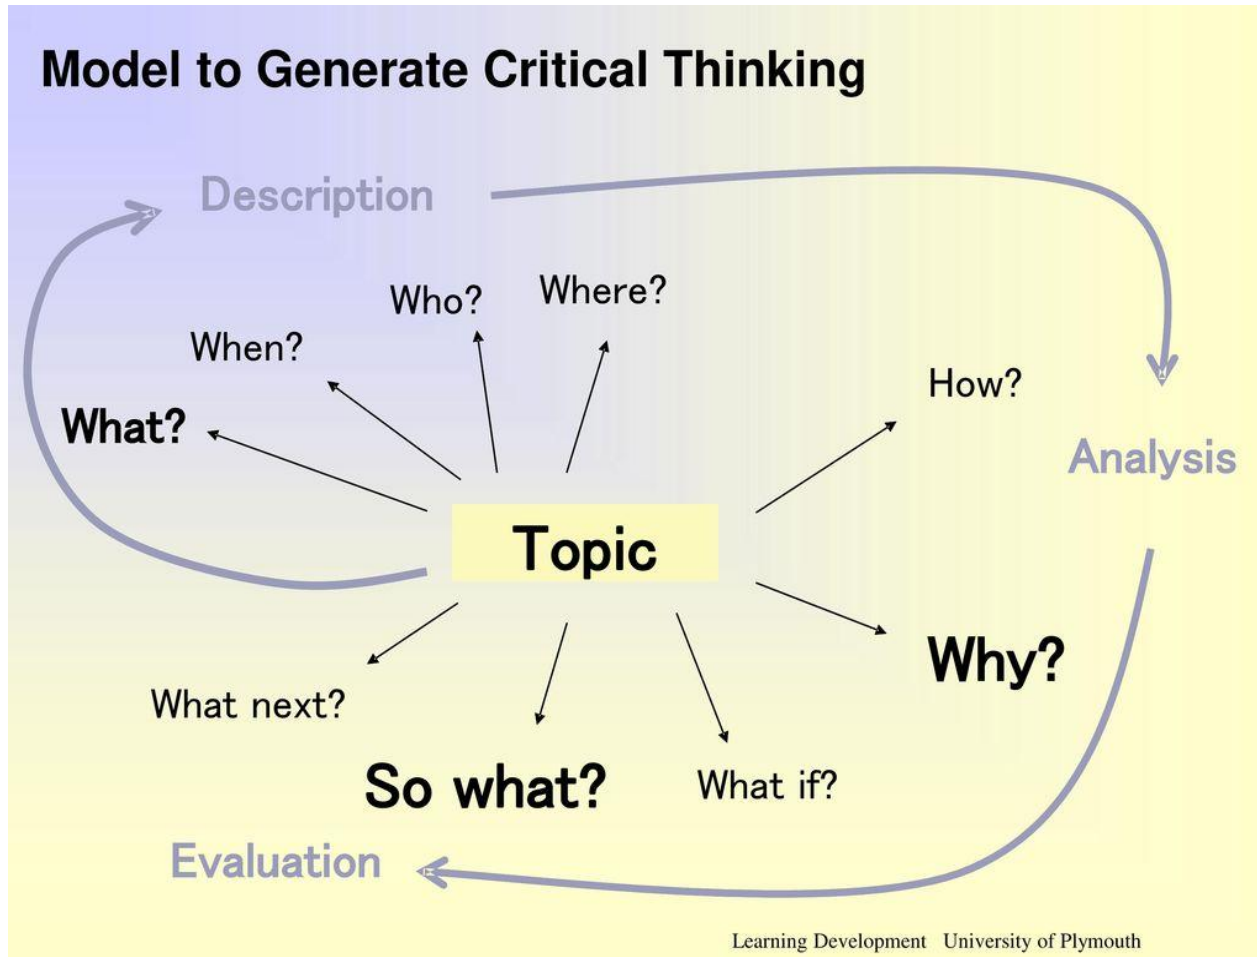 Model to Generate Critical Thinking
Description
Who?
Where?
When?
How?
What?
Analysis
Topic
Why?
What next?
So what?
What if?
Evaluation
Learning Development University of Plymouth